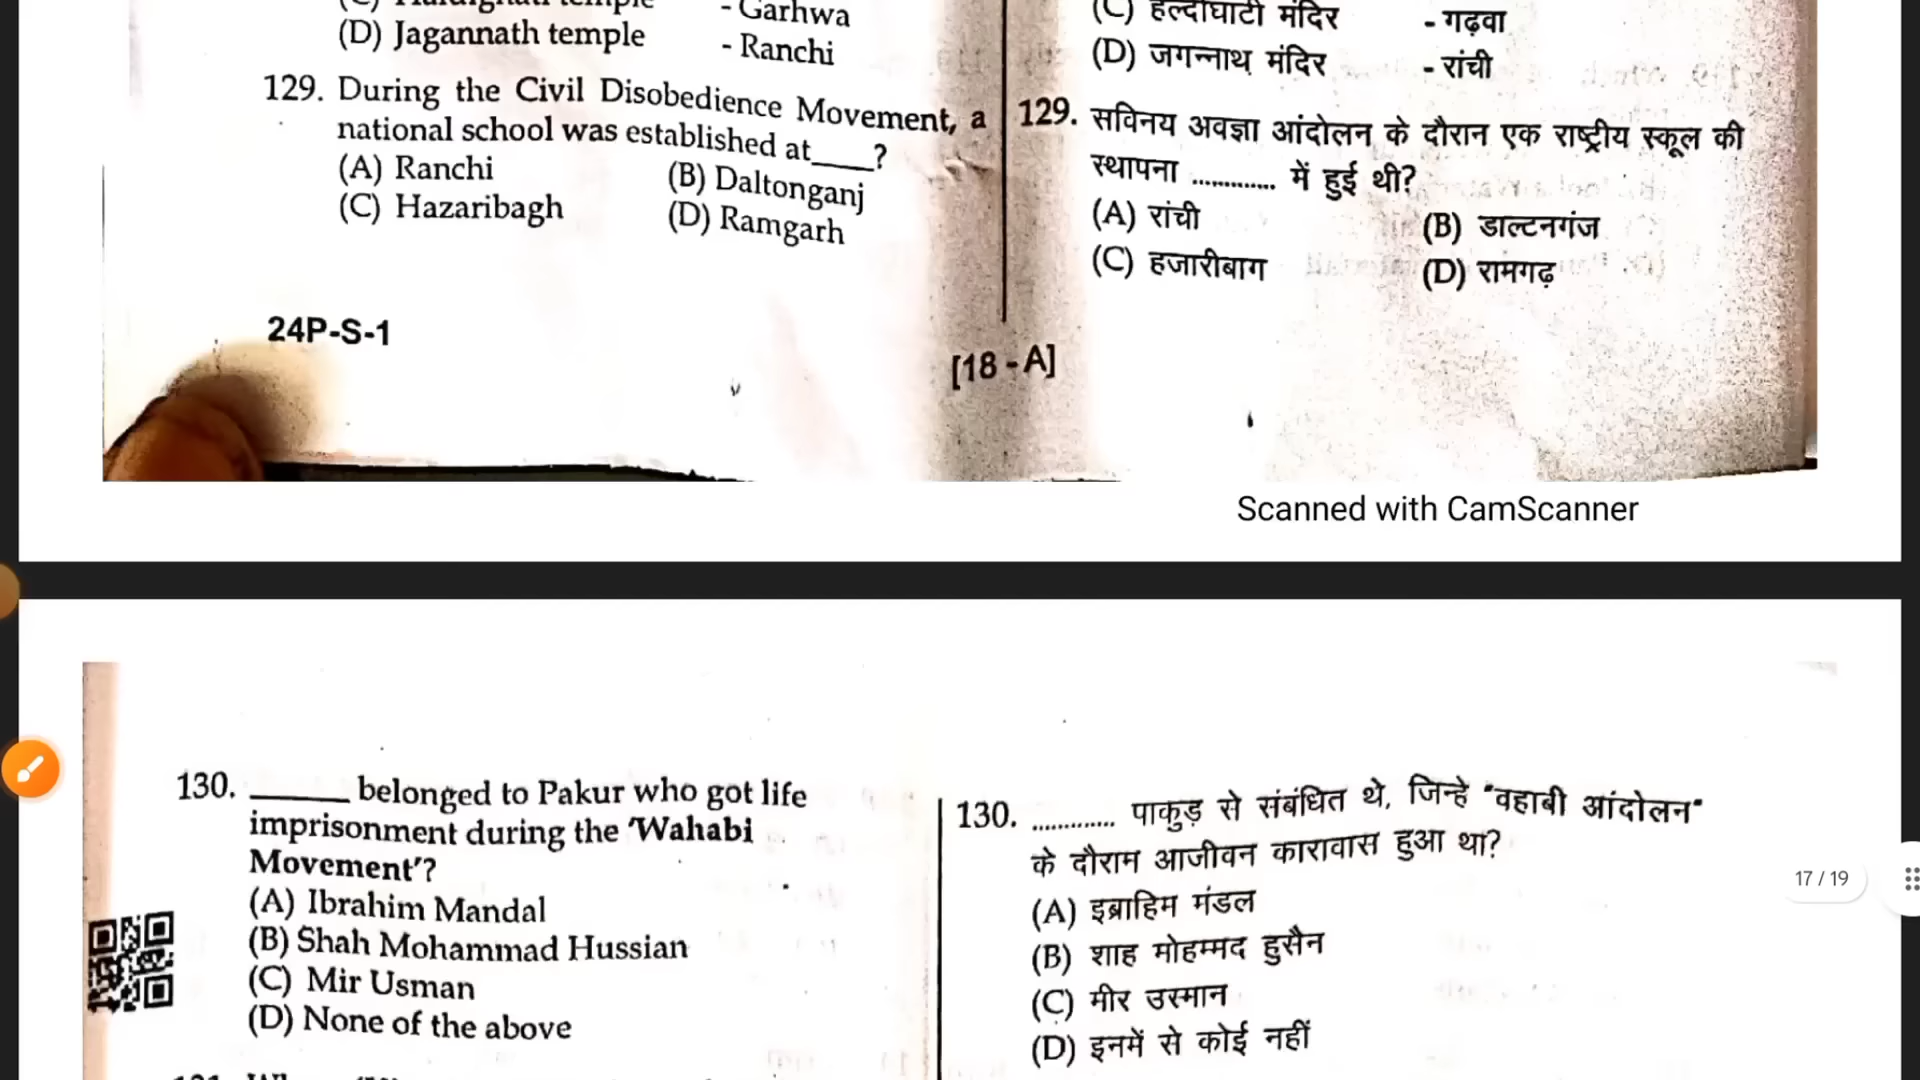 - Garhwa
(D) Jagannath temple - Ranchi
129. During the Civil Disobedience Movement, a
national school was established at____?
(A) Ranchi (B) Daltonganj
(C) Hazaribagh (D) Ramgarh
24P-S-1
(C) हल्दीघाटी मंदिर - गढ़वा
(D) जगन्नाथ मंदिर - रांची
129. सविनय अवज्ञा आंदोलन के दौरान एक राष्ट्रीय स्कूल की
स्थापना ............. में हुई थी?
(A) रांची (B) डाल्टनगंज
(C) हजारीबाग (D) रामगढ़
[18 - A]
Scanned with CamScanner
130. ______ belonged to Pakur who got life
imprisonment during the 'Wahabi
Movement'?
(A) Ibrahim Mandal
(B) Shah Mohammad Hussian
(C) Mir Usman
(D) None of the above
130. ............. पाकुड़ से संबंधित थे, जिन्हे "वहाबी आंदोलन"
के दौराम आजीवन कारावास हुआ था?
(A) इब्राहिम मंडल
(B) शाह मोहम्मद हुसैन
(C) मीर उस्मान
(D) इनमें से कोई नहीं
17 / 19